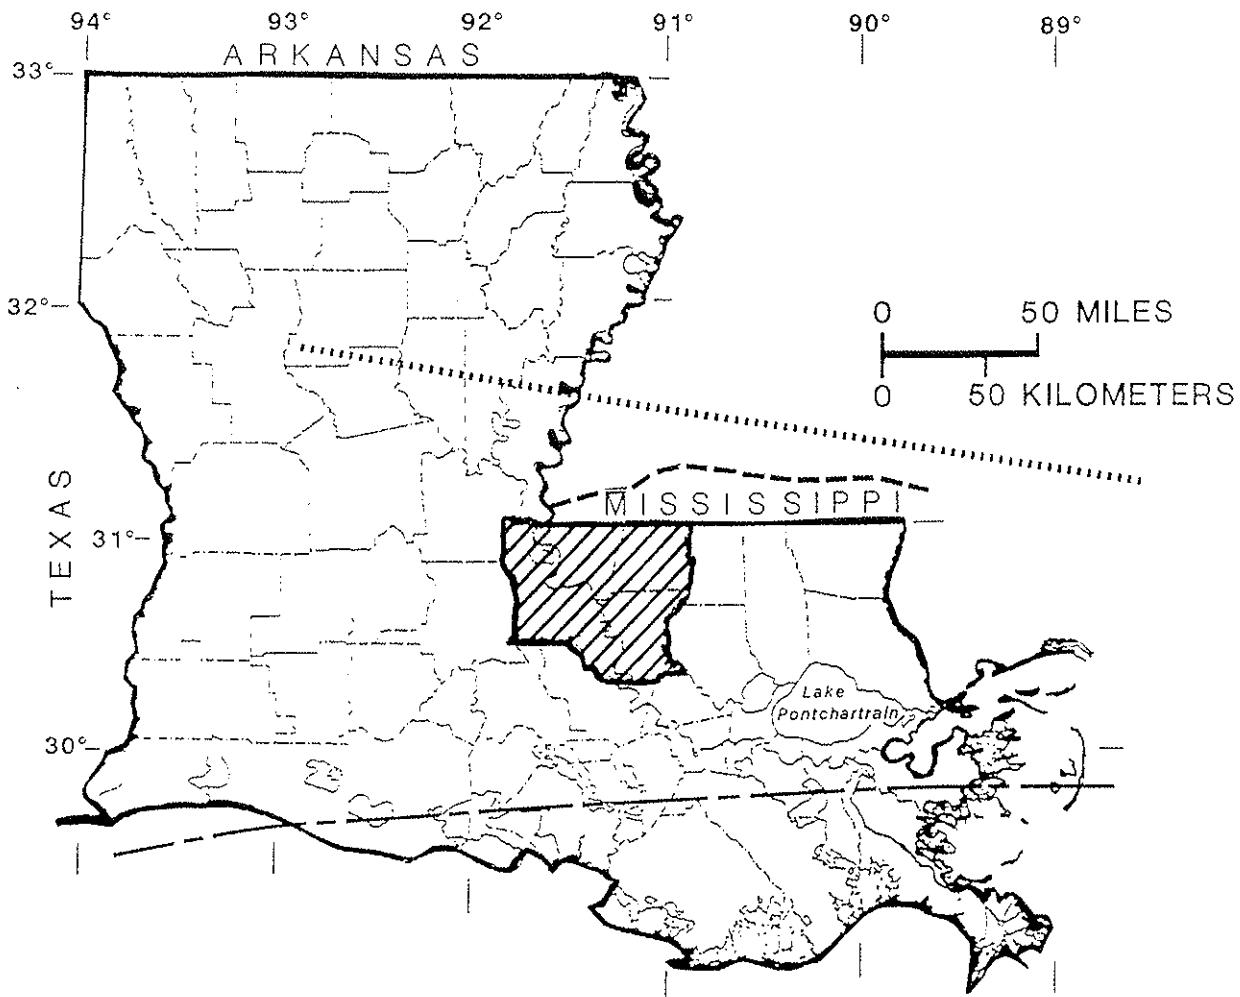 94° 93° 92° 91° 90° 89°
ARKANSAS
33°
32°
0 50 MILES
0 50 KILOMETERS
MISSISSIPPI
TEXAS
31°
Lake
Pontchartrain
30°